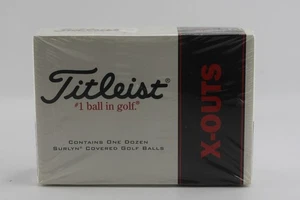 Titleist®
#1 ball in golf.®
CONTAINS ONE DOZEN
SURLYN® COVERED GOLF BALLS
X-OUTS